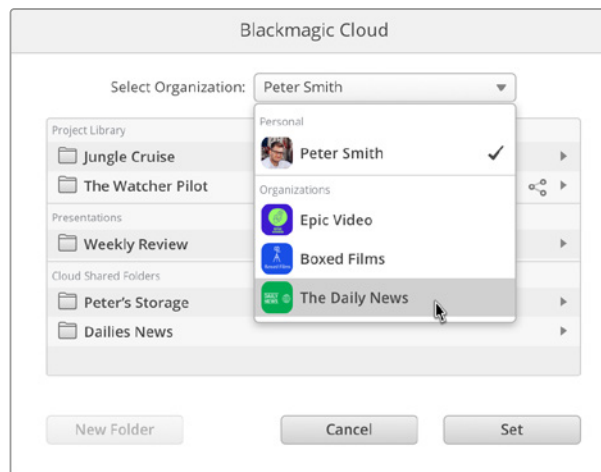 Blackmagic Cloud
Select Organization: Peter Smith
Project Library
Jungle Cruise
The Watcher Pilot
Presentations
Weekly Review
Cloud Shared Folders
Peter's Storage
Dailies News
Personal
Peter Smith
Organizations
Epic Video
Boxed Films
The Daily News
New Folder
Cancel
Set